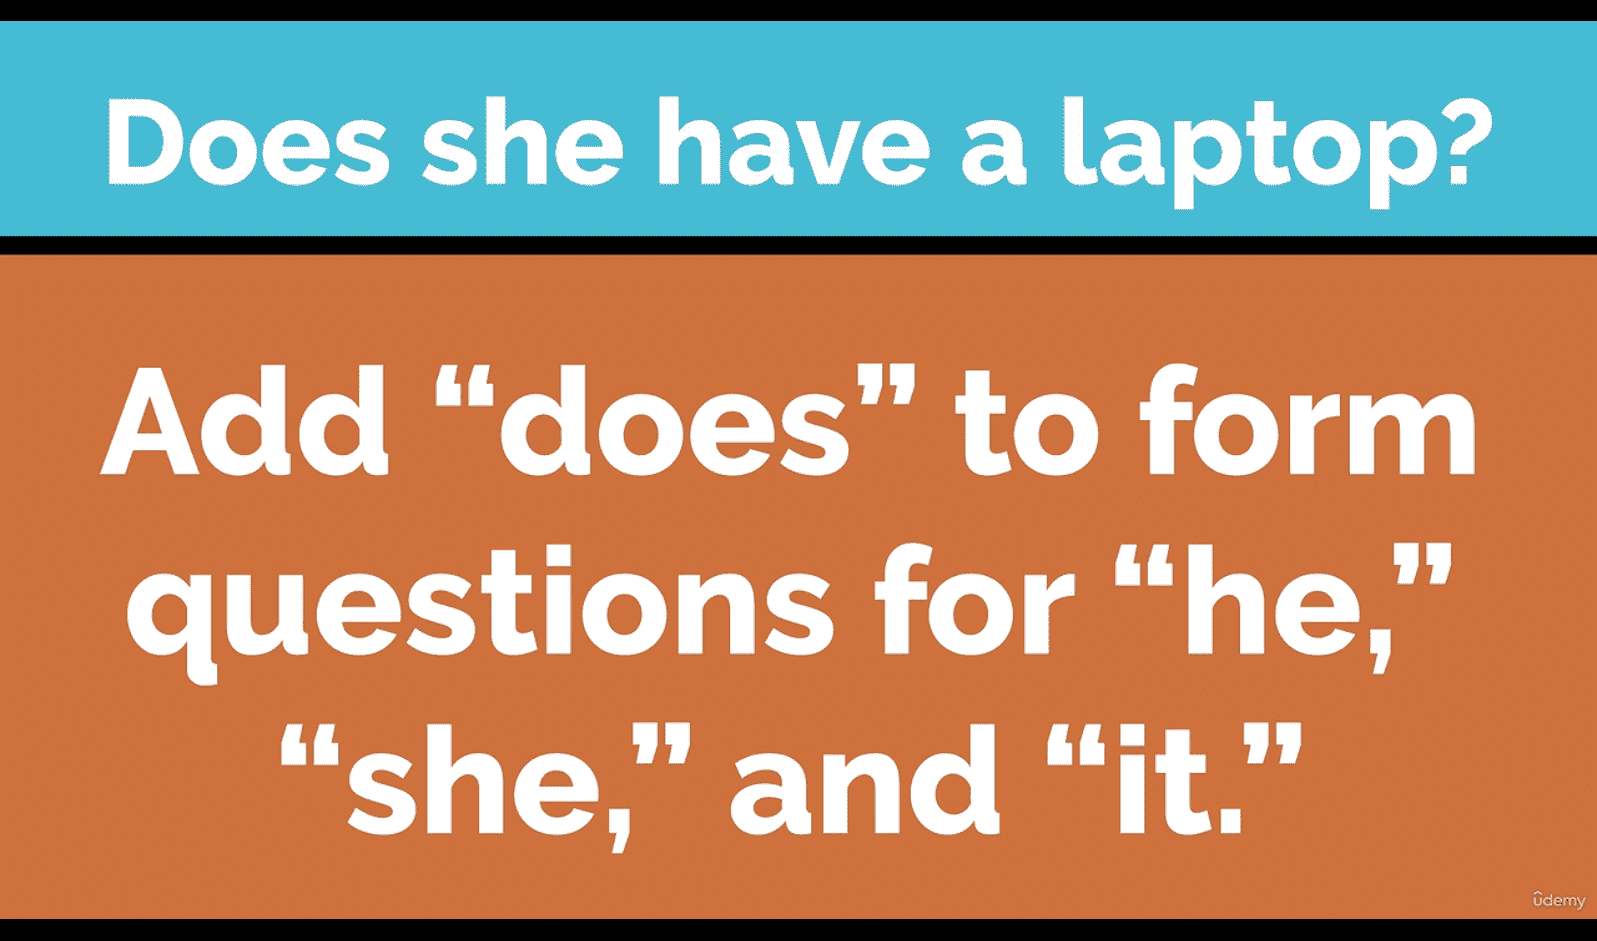 Does she have a laptop?
Add “does” to form
questions for “he,”
“she,” and “it.”
ûdemy